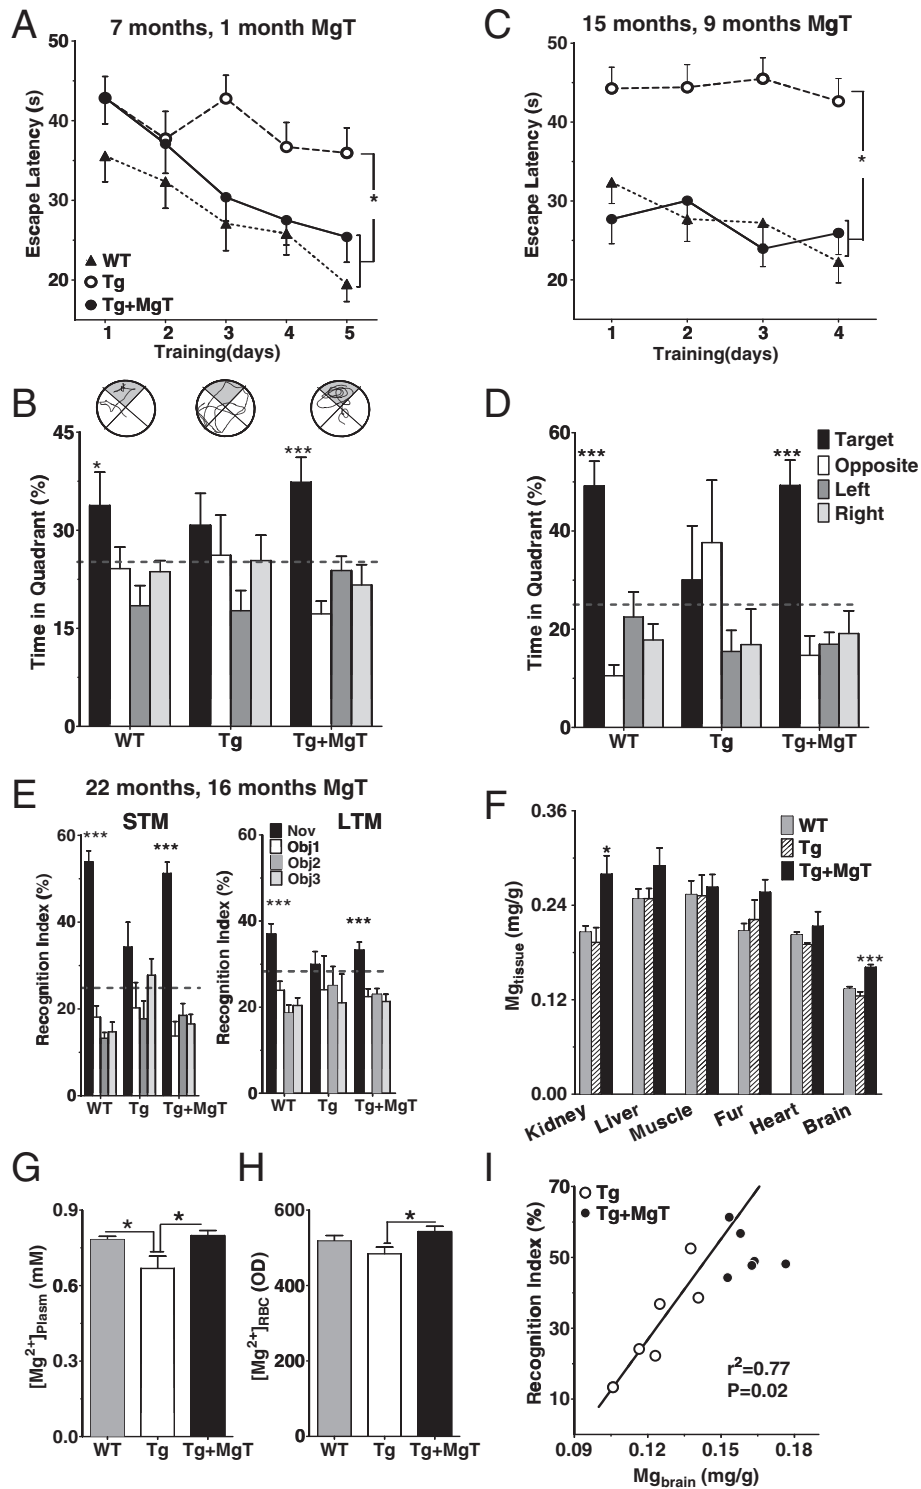 A
7 months, 1 month MgT
Escape Latency (s)
50
40
30
20
WT
Tg
Tg+MgT
*
1 2 3 4 5
Training(days)
C
15 months, 9 months MgT
Escape Latency (s)
50
40
30
20
*
1 2 3 4
Training(days)
B
Time in Quadrant (%)
45
30
15
0
* ***
WT Tg Tg+MgT
D
Time in Quadrant (%)
60
40
20
0
*** ***
Target
Opposite
Left
Right
WT Tg Tg+MgT
E
22 months, 16 months MgT
STM
Recognition Index (%)
60
40
20
0
*** ***
WT Tg Tg+MgT
LTM
Recognition Index (%)
60
40
20
0
Nov
Obj1
Obj2
Obj3
*** ***
WT Tg Tg+MgT
F
Mgtissue (mg/g)
0.36
0.24
0.12
0.00
WT
Tg
Tg+MgT
* ***
Kidney Liver Muscle Fur Heart Brain
G
[Mg2+]Plasm (mM)
0.9
0.6
0.3
0.0
* *
WT Tg Tg+MgT
H
[Mg2+]RBC (OD)
600
400
200
0
*
WT Tg Tg+MgT
I
Recognition Index (%)
70
50
30
10
Tg
Tg+MgT
r2=0.77
P=0.02
0.09 0.12 0.15 0.18
Mgbrain (mg/g)